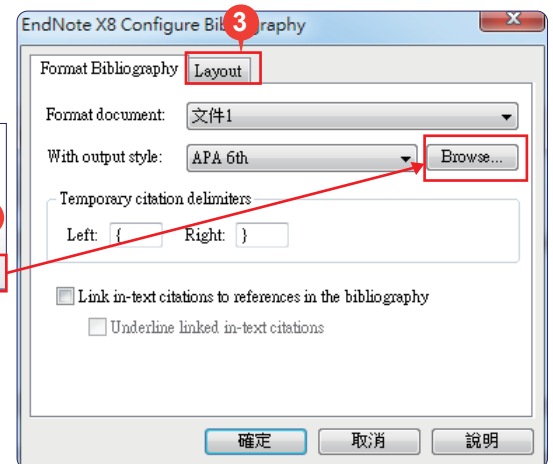 EndNote X8 Configure Bibliography
3
Format Bibliography Layout
Format document: 文件1
With output style: APA 6th Browse...
Temporary citation delimiters
Left: { Right: }
Link in-text citations to references in the bibliography
Underline linked in-text citations
確定 取消 說明